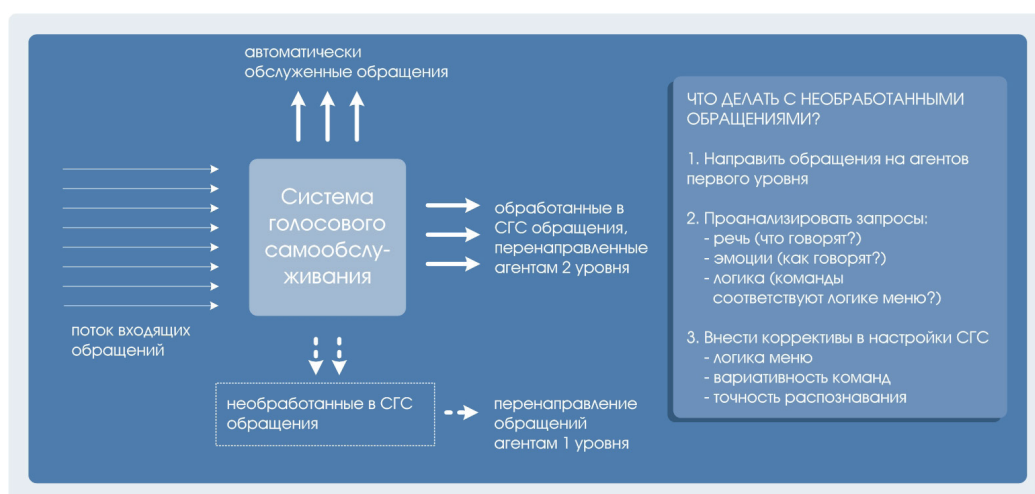 автоматически
обслуженные обращения
Система
голосового
самообслу-
живания
поток входящих
обращений
обработанные в
СГС обращения,
перенаправленные
агентам 2 уровня
необработанные в СГС
обращения
перенаправление
обращений
агентам 1 уровня
ЧТО ДЕЛАТЬ С НЕОБРАБОТАННЫМИ
ОБРАЩЕНИЯМИ?
1. Направить обращения на агентов
первого уровня
2. Проанализировать запросы:
- речь (что говорят?)
- эмоции (как говорят?)
- логика (команды
соответствуют логике меню?)
3. Внести коррективы в настройки СГС
- логика меню
- вариативность команд
- точность распознавания